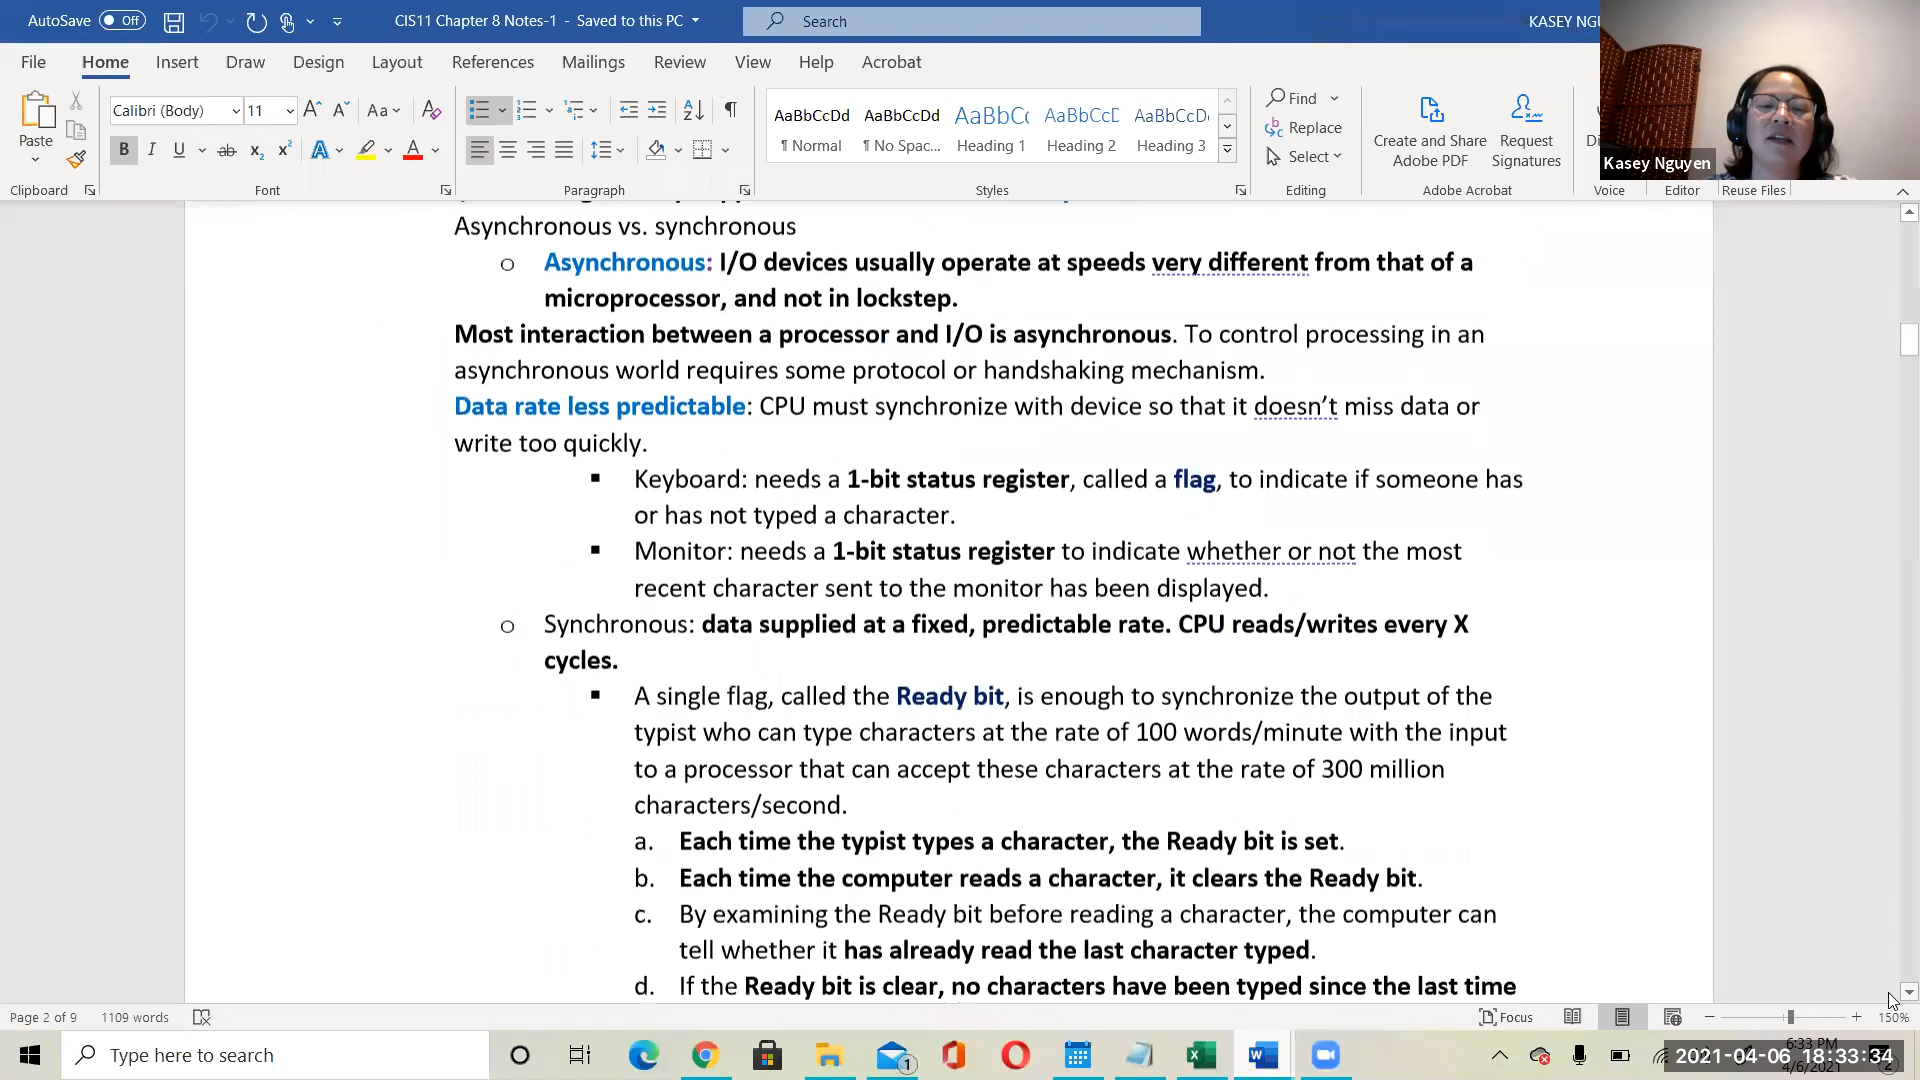 AutoSave Off
CIS11 Chapter 8 Notes-1 - Saved to this PC
Search
KASEY
File Home Insert Draw Design Layout References Mailings Review View Help Acrobat
Paste
Calibri (Body) 11
AaBbCcDd AaBbCcDd AaBbC AaBbCcD AaBbCcD
¶ Normal ¶ No Spac... Heading 1 Heading 2 Heading 3
Find
Replace
Select
Create and Share
Adobe PDF
Request
Signatures
Kasey Nguyen
Clipboard Font Paragraph Styles Editing Adobe Acrobat Voice Editor Reuse Files
Asynchronous vs. synchronous
o Asynchronous: I/O devices usually operate at speeds very different from that of a
microprocessor, and not in lockstep.
Most interaction between a processor and I/O is asynchronous. To control processing in an
asynchronous world requires some protocol or handshaking mechanism.
Data rate less predictable: CPU must synchronize with device so that it doesn’t miss data or
write too quickly.
▪ Keyboard: needs a 1-bit status register, called a flag, to indicate if someone has
or has not typed a character.
▪ Monitor: needs a 1-bit status register to indicate whether or not the most
recent character sent to the monitor has been displayed.
o Synchronous: data supplied at a fixed, predictable rate. CPU reads/writes every X
cycles.
▪ A single flag, called the Ready bit, is enough to synchronize the output of the
typist who can type characters at the rate of 100 words/minute with the input
to a processor that can accept these characters at the rate of 300 million
characters/second.
a. Each time the typist types a character, the Ready bit is set.
b. Each time the computer reads a character, it clears the Ready bit.
c. By examining the Ready bit before reading a character, the computer can
tell whether it has already read the last character typed.
d. If the Ready bit is clear, no characters have been typed since the last time
Page 2 of 9 1109 words
Focus
150%
Type here to search
6:33 PM
4/6/2021
2021-04-06 18:33:34